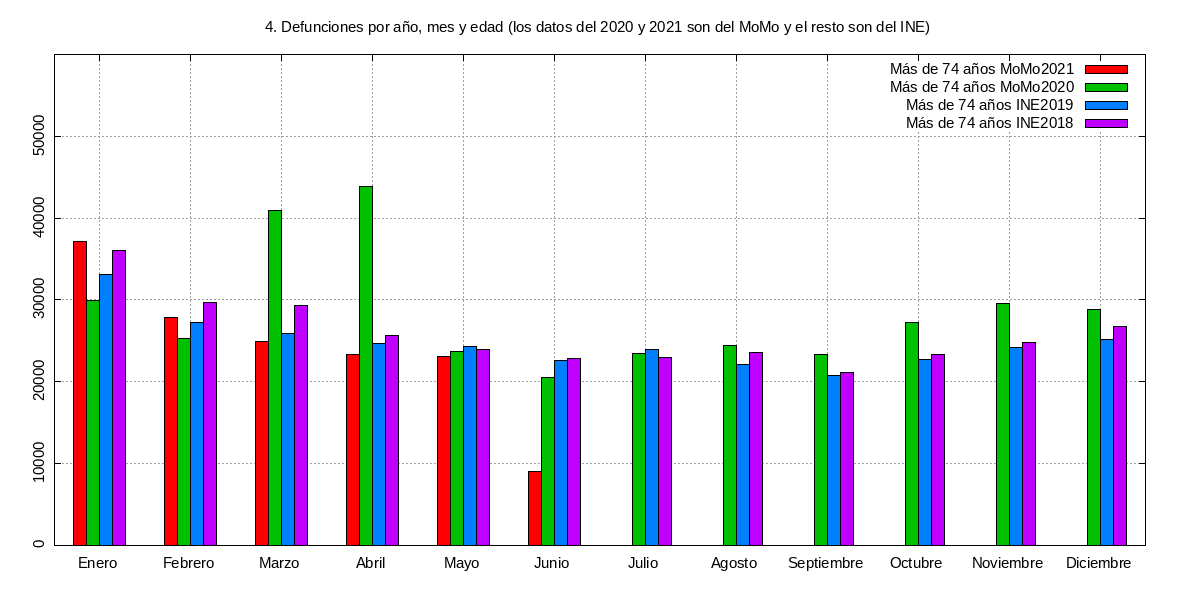 4. Defunciones por año, mes y edad (los datos del 2020 y 2021 son del MoMo y el resto son del INE)
Más de 74 años MoMo2021
Más de 74 años MoMo2020
Más de 74 años INE2019
Más de 74 años INE2018
50000
40000
30000
20000
10000
0
Enero Febrero Marzo Abril Mayo Junio Julio Agosto Septiembre Octubre Noviembre Diciembre